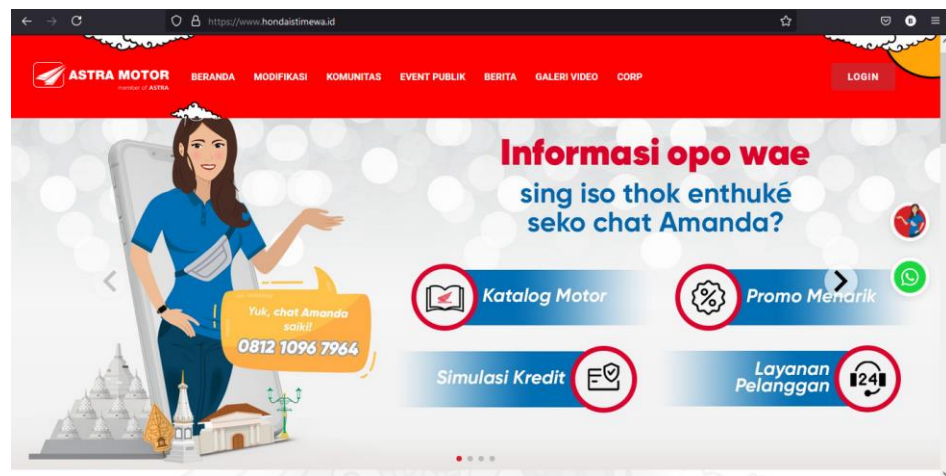 https://www.hondaistimewa.id
ASTRA MOTOR
member of ASTRA
BERANDA MODIFIKASI KOMUNITAS EVENT PUBLIK BERITA GALERI VIDEO CORP
LOGIN
Informasi opo wae
sing iso thok enthuké
seko chat Amanda?
Katalog Motor
Promo Menarik
Yuk, chat Amanda
saiki!
0812 1096 7964
Simulasi Kredit
Layanan
Pelanggan
24